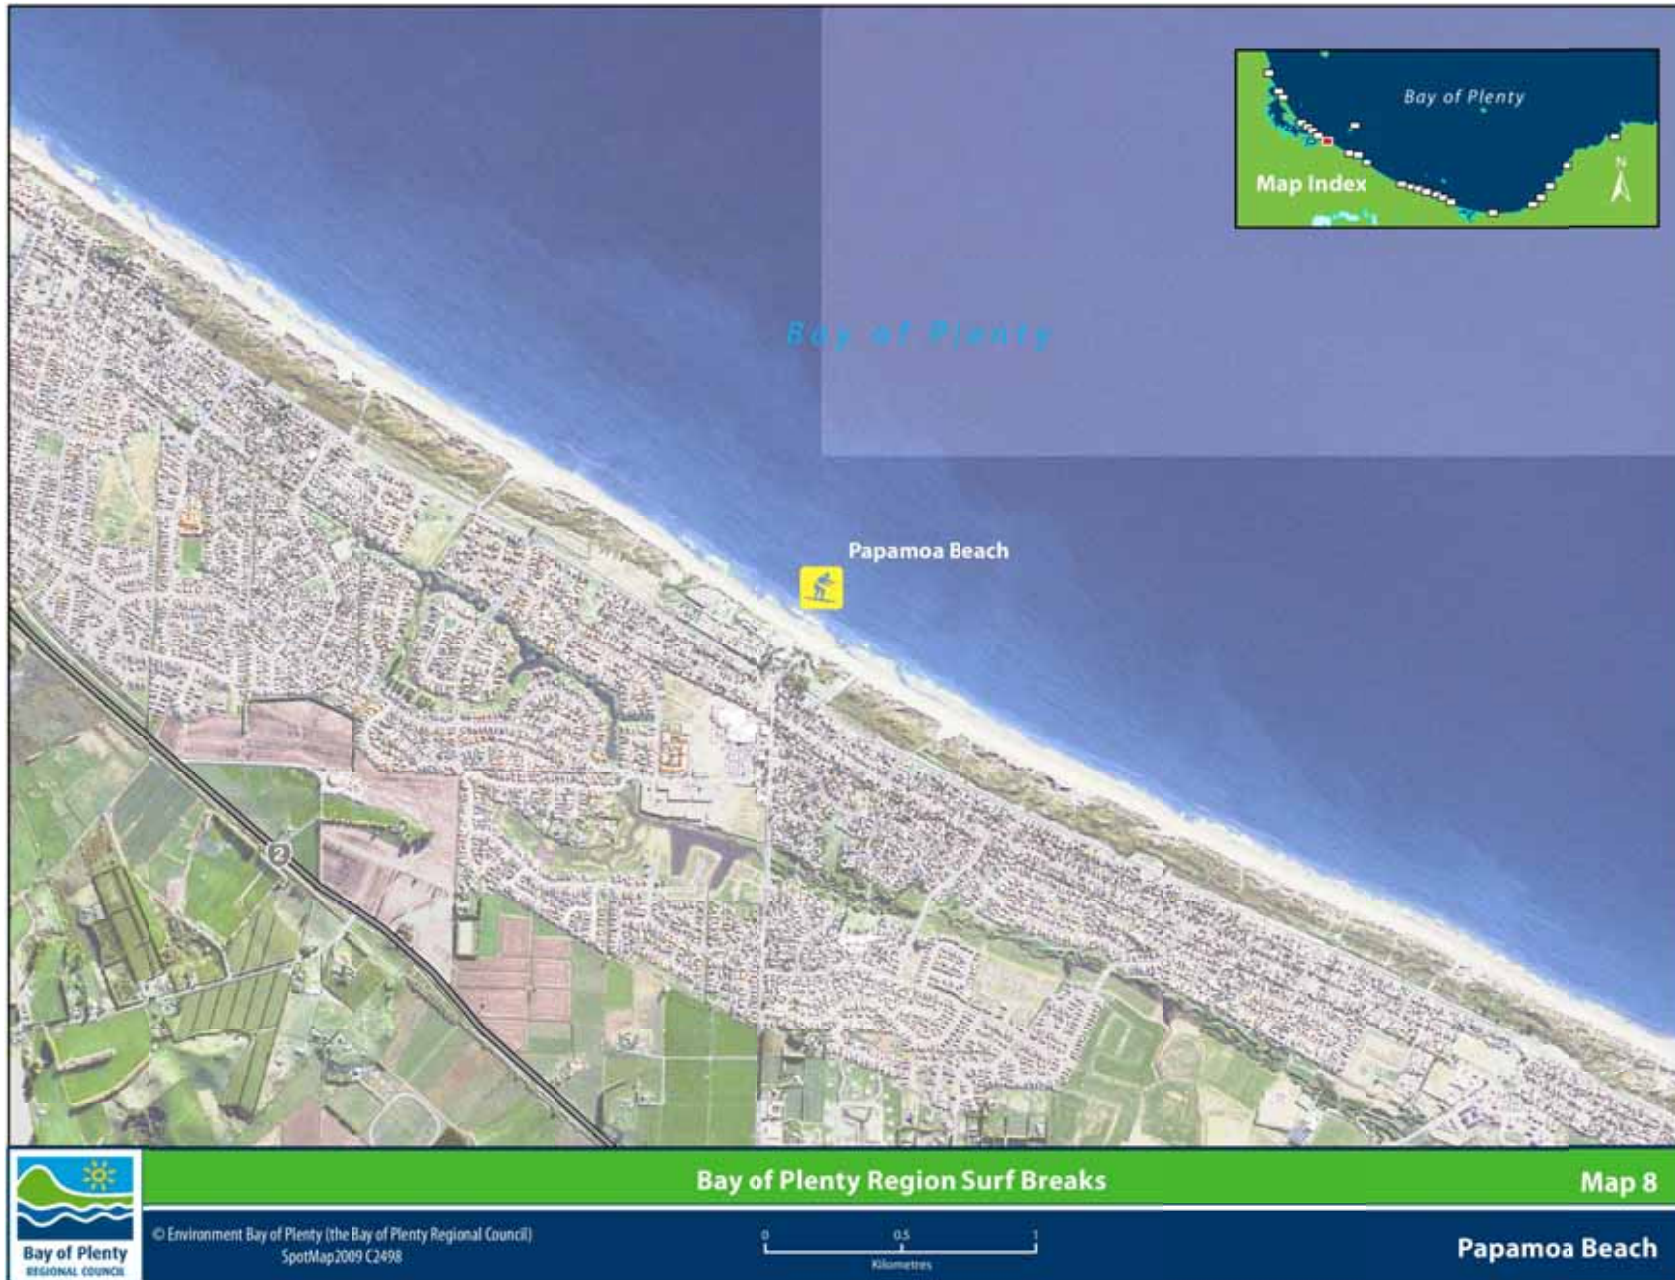 Bay of Plenty
N
Map Index
Bay of Plenty
Papamoa Beach
2
Bay of Plenty Region Surf Breaks
Map 8
© Environment Bay of Plenty (the Bay of Plenty Regional Council)
SpotMap2009 C2498
0 0.5 1
Kilometres
Papamoa Beach
Bay of Plenty
REGIONAL COUNCIL